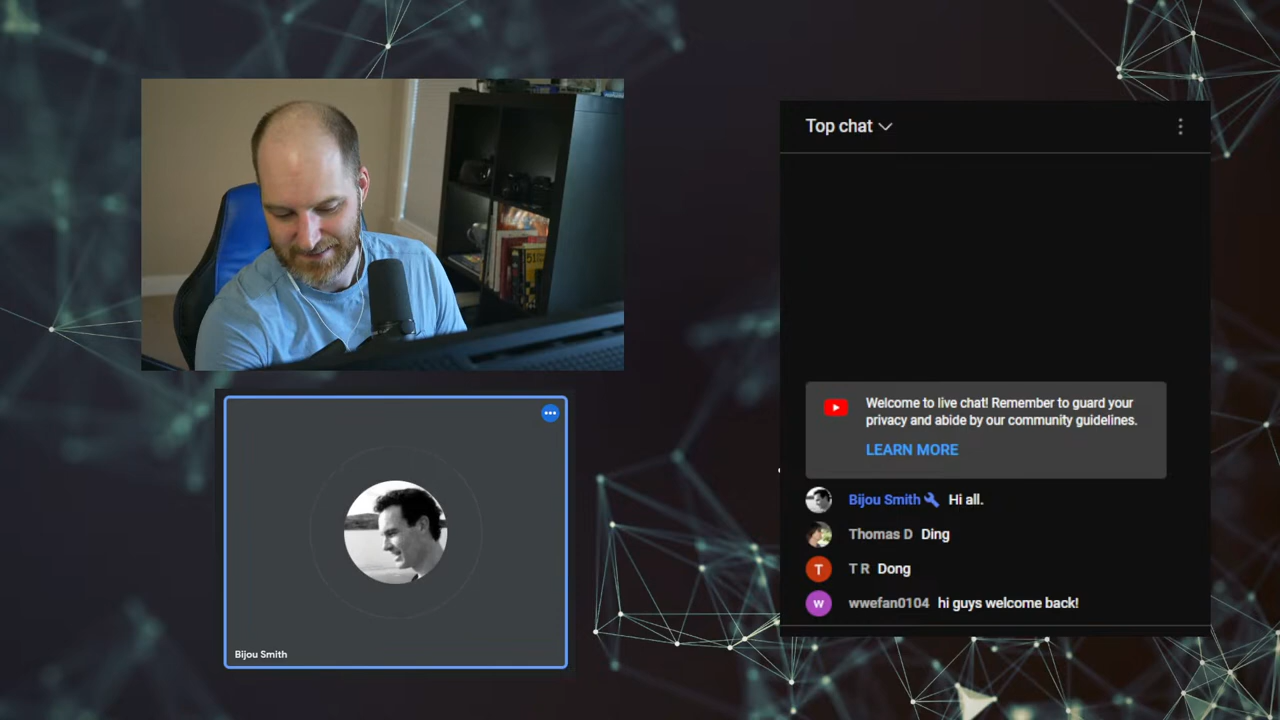 Top chat
Welcome to live chat! Remember to guard your
privacy and abide by our community guidelines.
LEARN MORE
Bijou Smith Hi all.
Thomas D Ding
T T R Dong
w wwefan0104 hi guys welcome back!
Bijou Smith
51